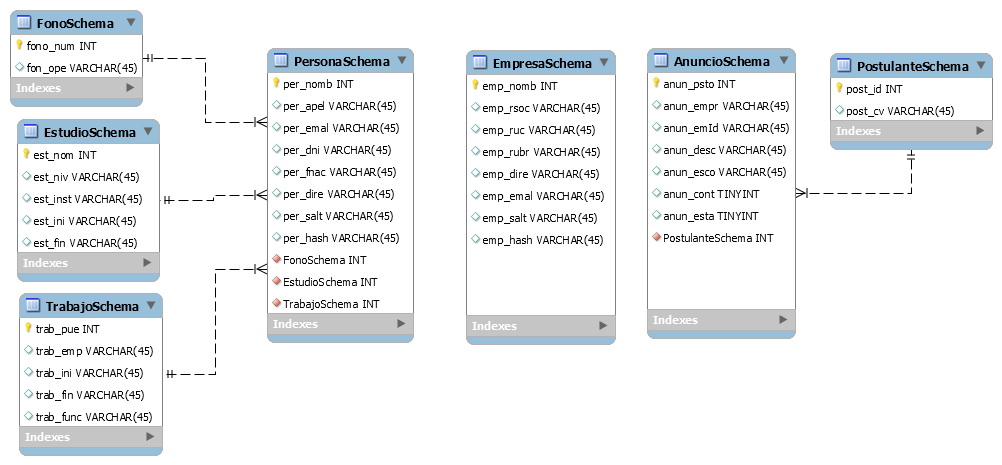 FonoSchema
fono_num INT
fon_ope VARCHAR(45)
Indexes
EstudioSchema
est_nom INT
est_niv VARCHAR(45)
est_inst VARCHAR(45)
est_ini VARCHAR(45)
est_fin VARCHAR(45)
Indexes
TrabajoSchema
trab_pue INT
trab_emp VARCHAR(45)
trab_ini VARCHAR(45)
trab_fin VARCHAR(45)
trab_func VARCHAR(45)
Indexes
PersonaSchema
per_nomb INT
per_apel VARCHAR(45)
per_emal VARCHAR(45)
per_dni VARCHAR(45)
per_fnac VARCHAR(45)
per_dire VARCHAR(45)
per_salt VARCHAR(45)
per_hash VARCHAR(45)
FonoSchema INT
EstudioSchema INT
TrabajoSchema INT
Indexes
EmpresaSchema
emp_nomb INT
emp_rsoc VARCHAR(45)
emp_ruc VARCHAR(45)
emp_rubr VARCHAR(45)
emp_dire VARCHAR(45)
emp_emal VARCHAR(45)
emp_salt VARCHAR(45)
emp_hash VARCHAR(45)
Indexes
AnuncioSchema
anun_psto INT
anun_empr VARCHAR(45)
anun_emId VARCHAR(45)
anun_desc VARCHAR(45)
anun_esco VARCHAR(45)
anun_cont TINYINT
anun_esta TINYINT
PostulanteSchema INT
Indexes
PostulanteSchema
post_id INT
post_cv VARCHAR(45)
Indexes